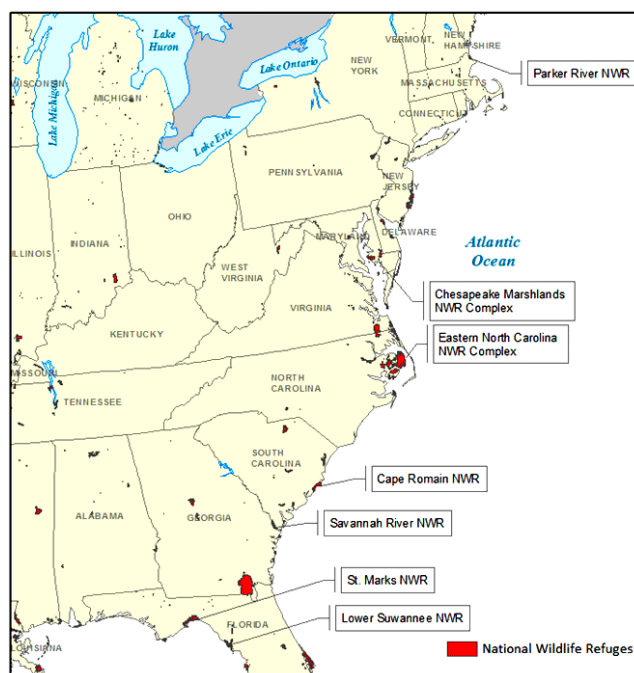 Lake
Huron
VERMONT
NEW
HAMPSHIRE
Parker River NWR
Lake Ontario
NEW
YORK
WISCONSIN
MICHIGAN
MASSACHUSETTS
Lake Michigan
CONNECTICUT
Lake Erie
PENNSYLVANIA
NEW
JERSEY
OHIO
INDIANA
ILLINOIS
MARYLAND
DELAWARE
Atlantic
Ocean
WEST
VIRGINIA
Chesapeake Marshlands
NWR Complex
VIRGINIA
KENTUCKY
Eastern North Carolina
NWR Complex
MISSOURI
NORTH
CAROLINA
TENNESSEE
SOUTH
CAROLINA
Cape Romain NWR
ALABAMA
GEORGIA
Savannah River NWR
St. Marks NWR
Lower Suwannee NWR
FLORIDA
LOUISIANA
National Wildlife Refuges